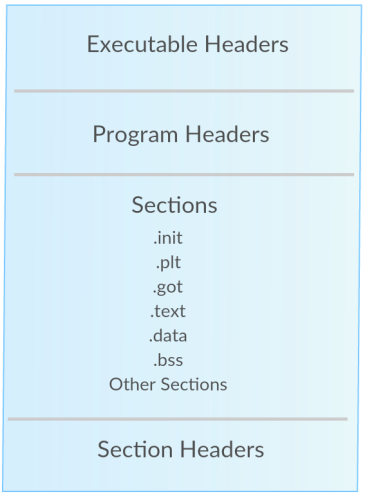 Executable Headers
Program Headers
Sections
.init
.plt
.got
.text
.data
.bss
Other Sections
Section Headers